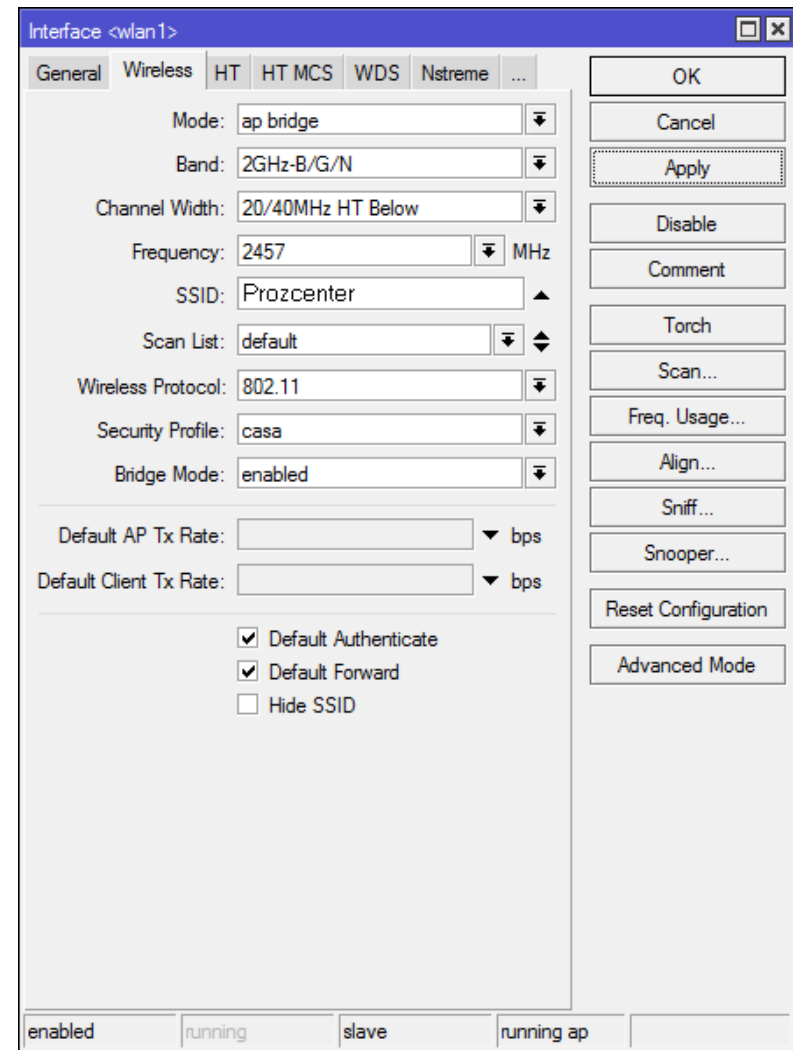 Interface <wlan1>
General Wireless HT HT MCS WDS Nstreme ...
Mode: ap bridge
Band: 2GHz-B/G/N
Channel Width: 20/40MHz HT Below
Frequency: 2457 MHz
SSID: Prozcenter
Scan List: default
Wireless Protocol: 802.11
Security Profile: casa
Bridge Mode: enabled
Default AP Tx Rate: bps
Default Client Tx Rate: bps
Default Authenticate
Default Forward
Hide SSID
OK
Cancel
Apply
Disable
Comment
Torch
Scan...
Freq. Usage...
Align...
Sniff...
Snooper...
Reset Configuration
Advanced Mode
enabled running slave running ap